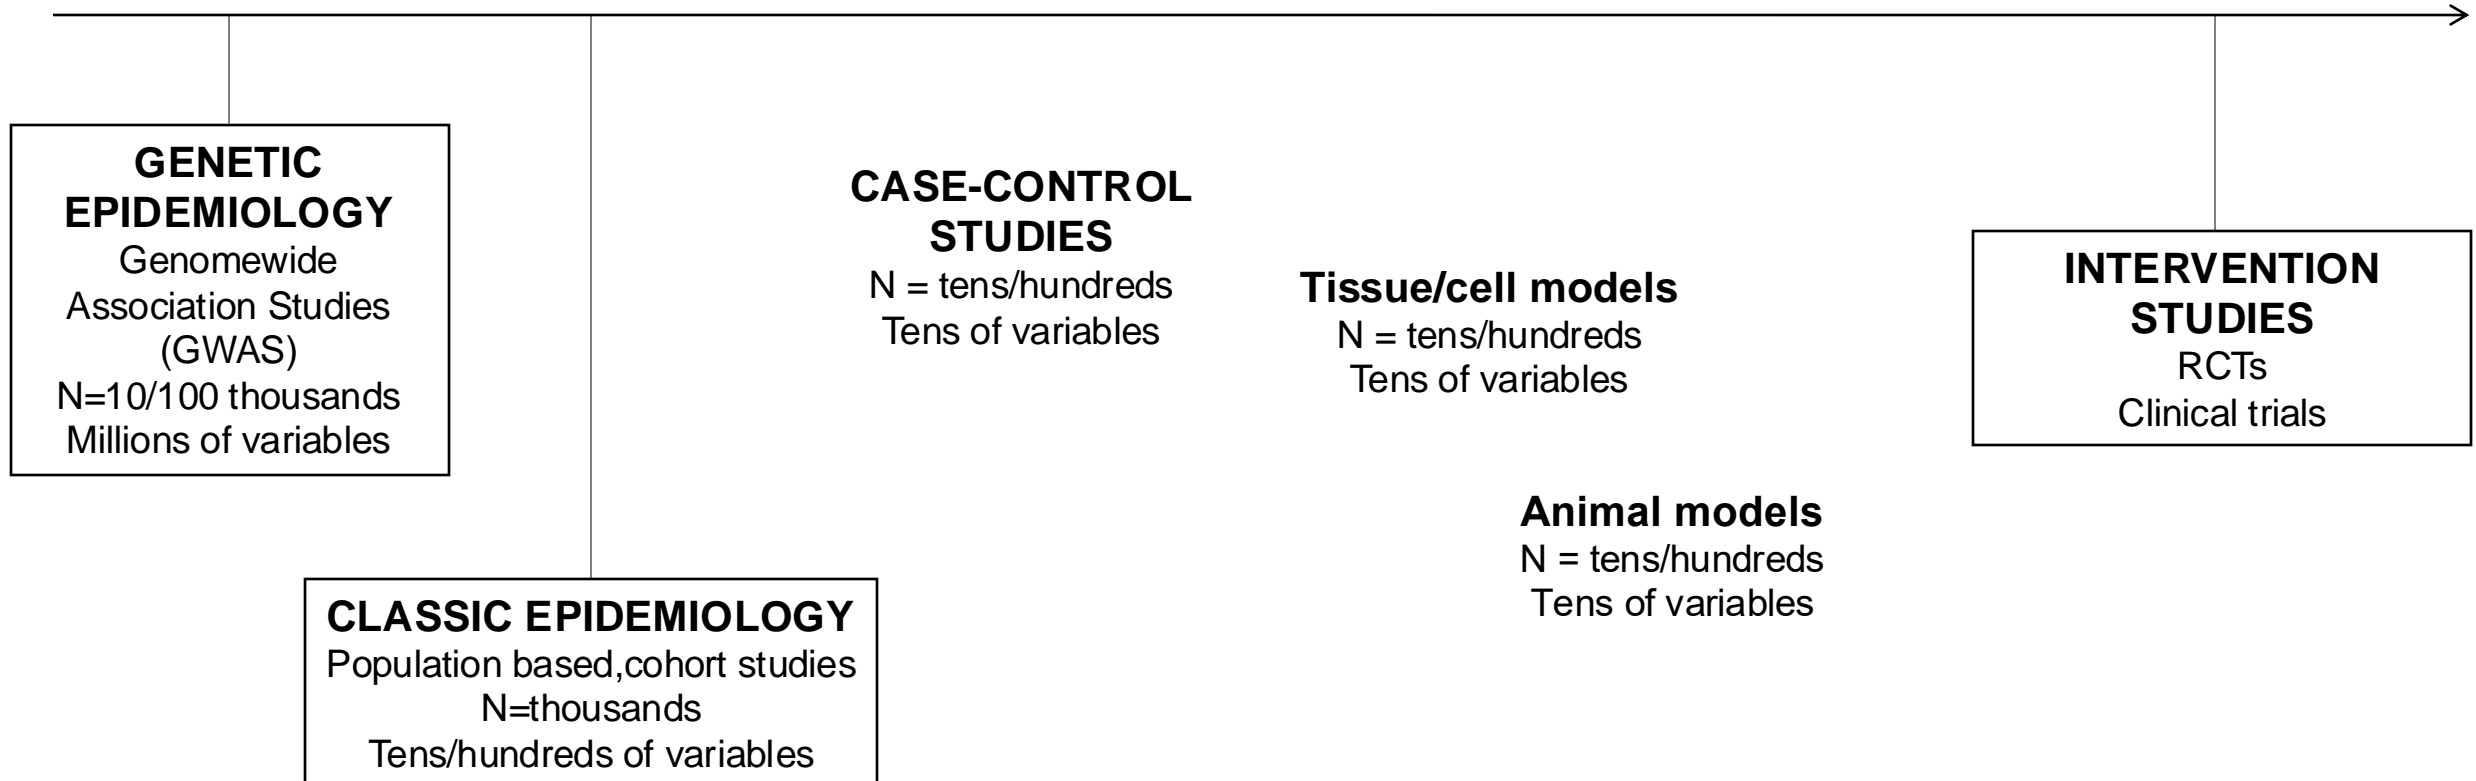 GENETIC
EPIDEMIOLOGY
Genomewide
Association Studies
(GWAS)
N=10/100 thousands
Millions of variables
CLASSIC EPIDEMIOLOGY
Population based,cohort studies
N=thousands
Tens/hundreds of variables
CASE-CONTROL
STUDIES
N = tens/hundreds
Tens of variables
Tissue/cell models
N = tens/hundreds
Tens of variables
Animal models
N = tens/hundreds
Tens of variables
INTERVENTION
STUDIES
RCTs
Clinical trials